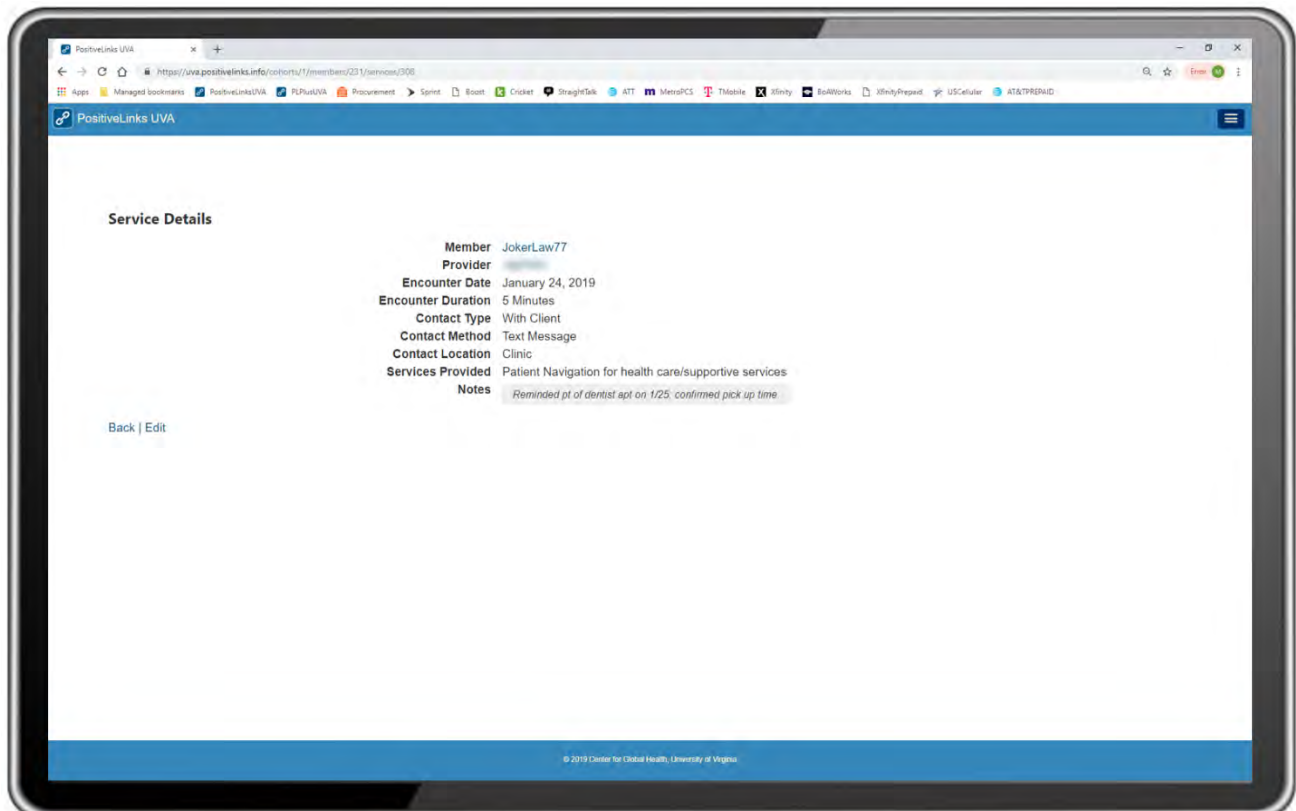 PositiveLinks UVA
https://uva.positivelinks.info/cohorts/1/members/231/services/306
Error M
Apps Managed bookmarks PositiveLinksUVA PLPlusUVA Procurement Sprint Boost Cricket StraightTalk ATT MetroPCS TMobile Xfinity BoAWorks XfinityPrepaid USCellular AT&TPREPAID
PositiveLinks UVA
Service Details
Member JokerLaw77
Provider
Encounter Date January 24, 2019
Encounter Duration 5 Minutes
Contact Type With Client
Contact Method Text Message
Contact Location Clinic
Services Provided Patient Navigation for health care/supportive services
Notes Reminded pt of dentist apt on 1/25; confirmed pick up time
Back | Edit
© 2019 Center for Global Health, University of Virginia